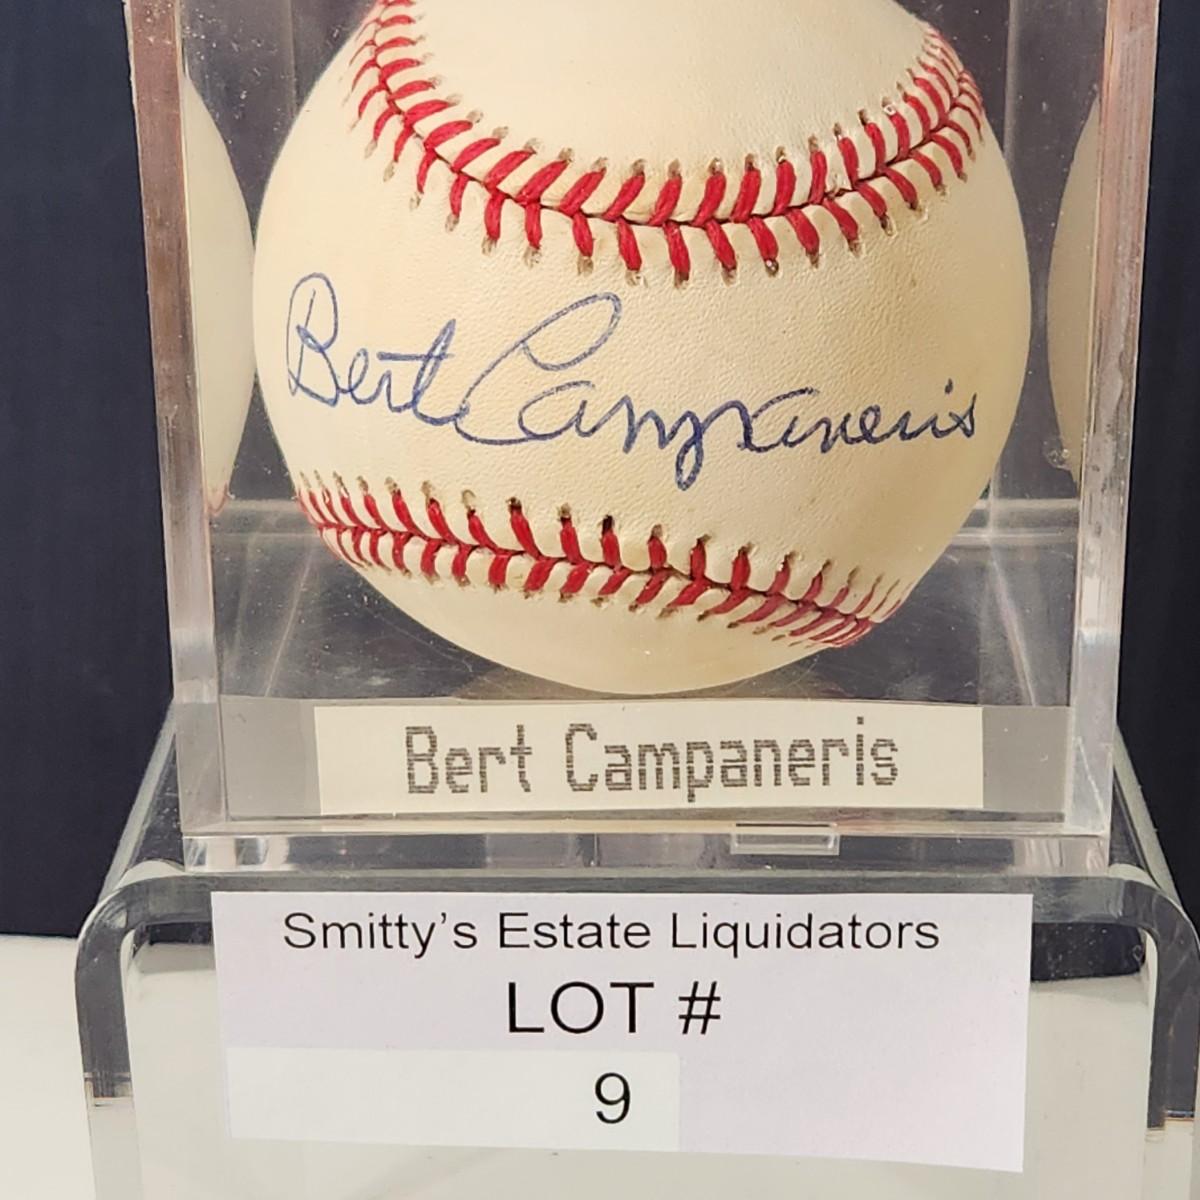 Bert Campaneris
Bert Campaneris
Smitty's Estate Liquidators
LOT #
9